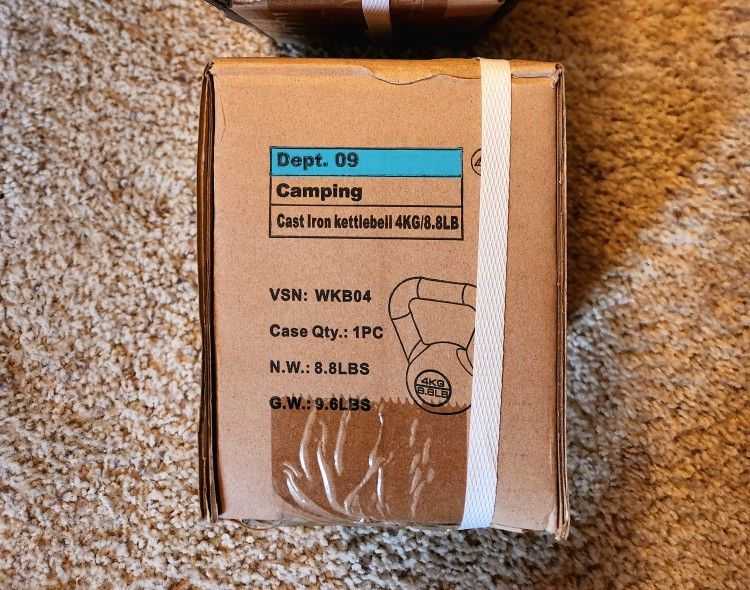 Dept. 09
Camping
Cast Iron kettlebell 4KG/8.8LB
VSN: WKB04
Case Qty.: 1PC
N.W.: 8.8LBS
4KG
8.8LB
G.W.: 9.6LBS